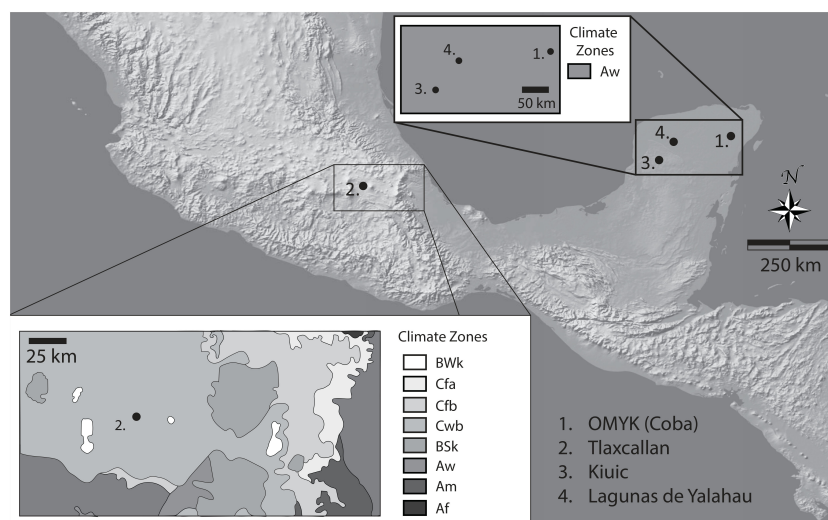 Climate
Zones
Aw
4.
1.
3.
50 km
4.
1.
3.
2.
N
250 km
25 km
2.
Climate Zones
BWk
Cfa
Cfb
Cwb
BSk
Aw
Am
Af
1. OMYK (Coba)
2. Tlaxcallan
3. Kiuic
4. Lagunas de Yalahau